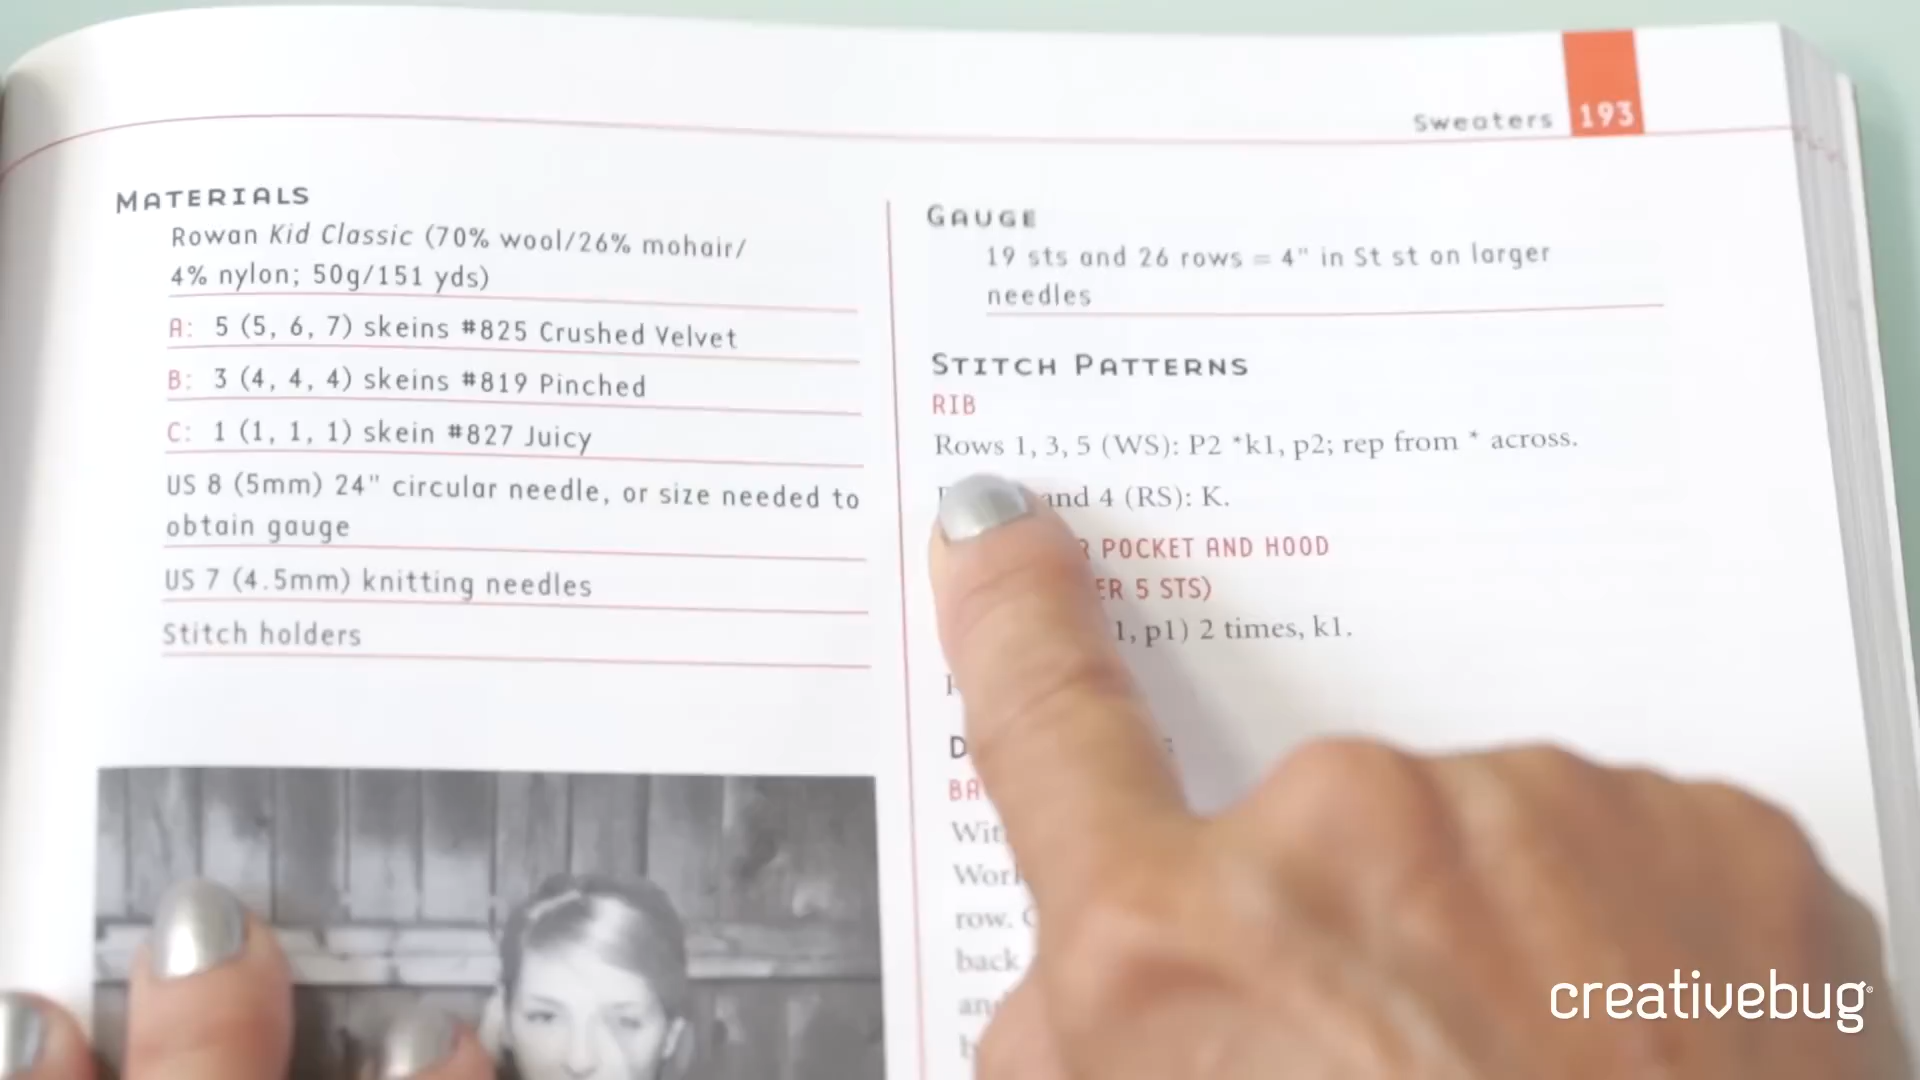 Sweaters 193
MATERIALS
Rowan Kid Classic (70% wool/26% mohair/
4% nylon; 50g/151 yds)
A: 5 (5, 6, 7) skeins #825 Crushed Velvet
B: 3 (4, 4, 4) skeins #819 Pinched
C: 1 (1, 1, 1) skein #827 Juicy
US 8 (5mm) 24" circular needle, or size needed to
obtain gauge
US 7 (4.5mm) knitting needles
Stitch holders
GAUGE
19 sts and 26 rows = 4" in St st on larger
needles
STITCH PATTERNS
RIB
Rows 1, 3, 5 (WS): P2 *k1, p2; rep from * across.
and 4 (RS): K.
POCKET AND HOOD
5 STS)
p1) 2 times, k1.
row.
back
creativebug